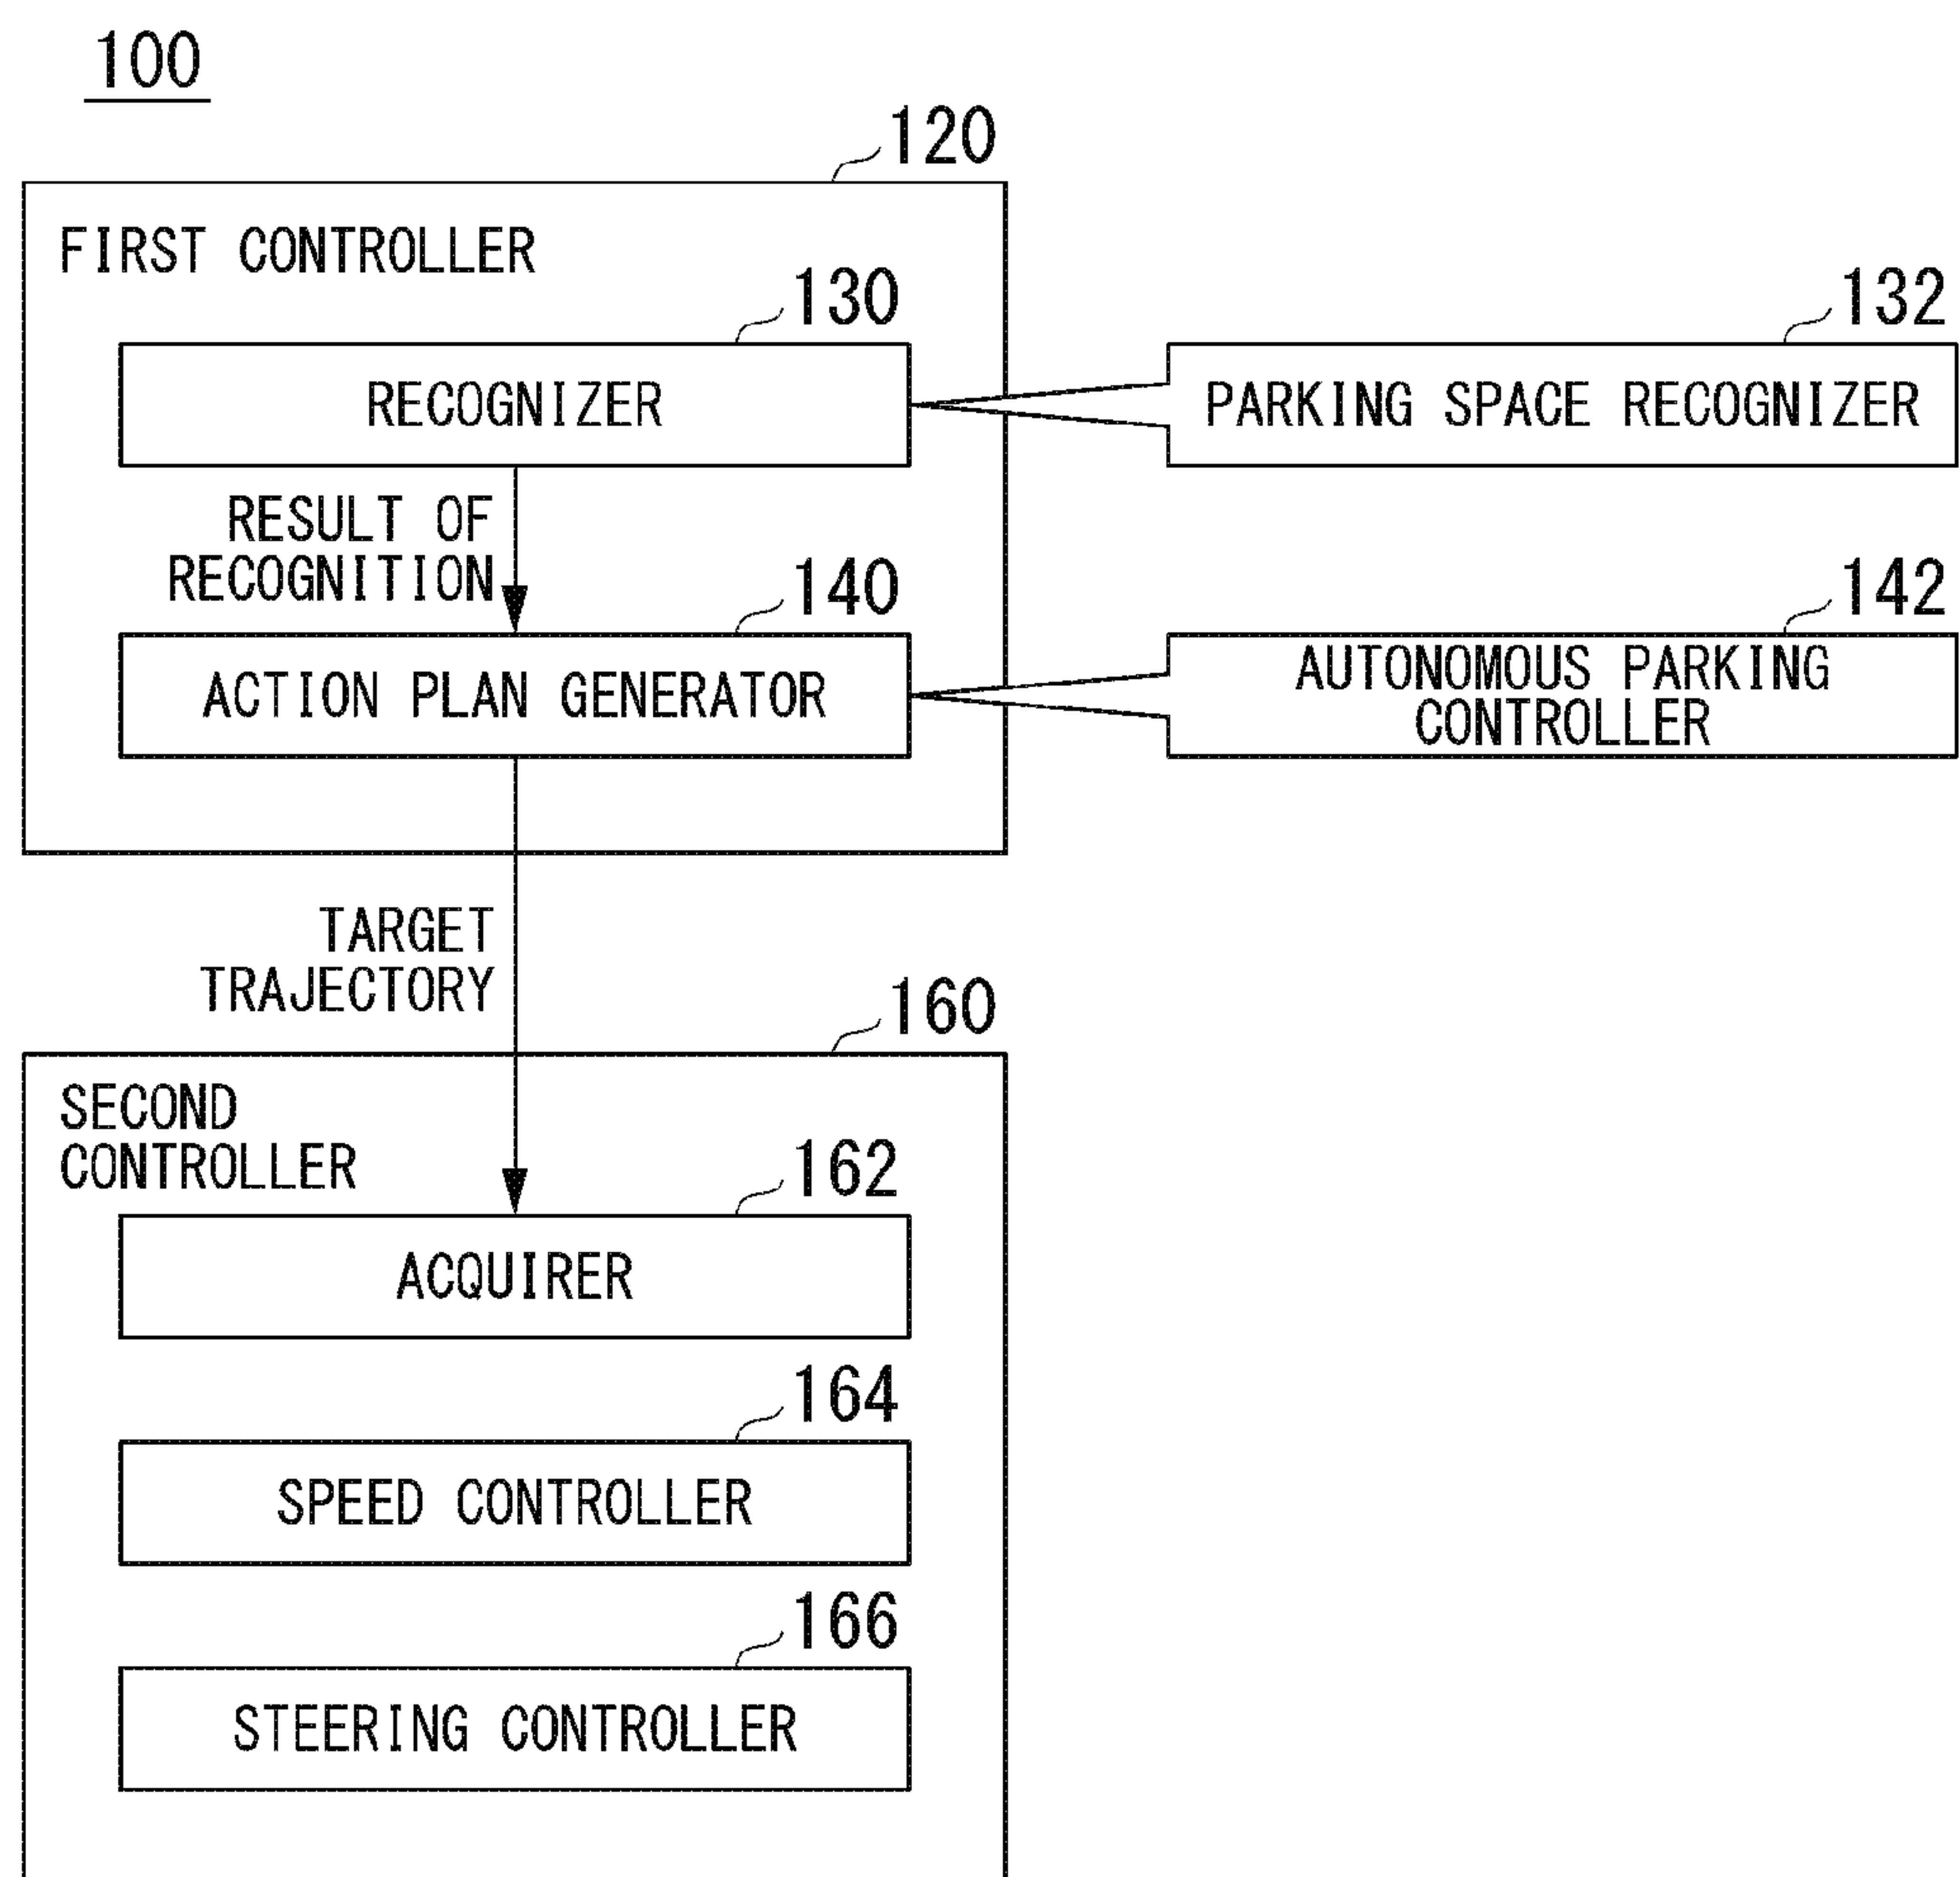 100
120
FIRST CONTROLLER
130
132
RECOGNIZER
PARKING SPACE RECOGNIZER
RESULT OF
RECOGNITION
140
142
ACTION PLAN GENERATOR
AUTONOMOUS PARKING
CONTROLLER
TARGET
TRAJECTORY
160
SECOND
CONTROLLER
162
ACQUIRER
164
SPEED CONTROLLER
166
STEERING CONTROLLER